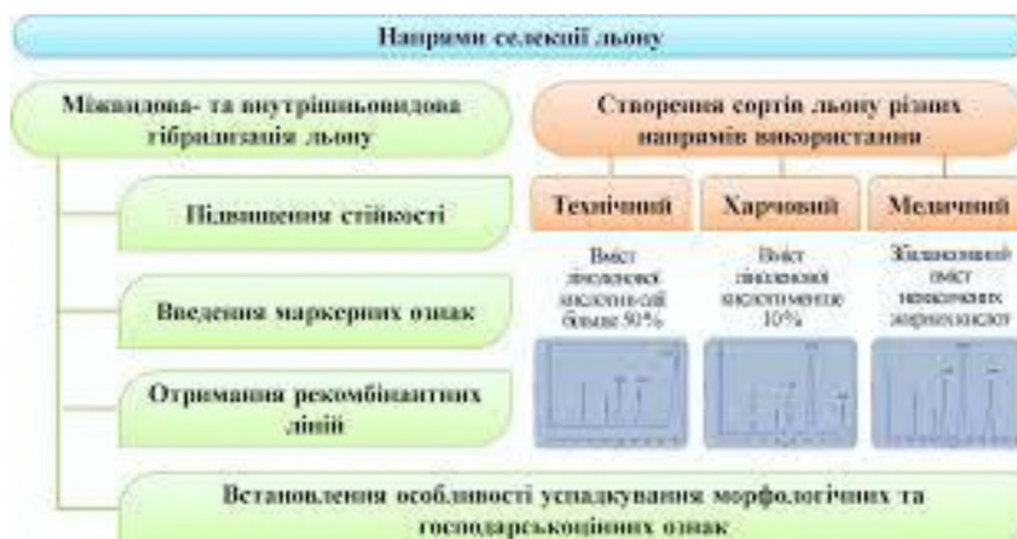 Напрями селекції льону
Міжвидова- та внутрішньовидова
гібридизація льону
Підвищення стійкості
Введення маркерних ознак
Отримання рекомбінантних
ліній
Створення сортів льону різних
напрямів використання
Технічний
Вміст
ліноленової
кислоти в олії
більше 50%
Харчовий
Вміст
ліноленової
кислоти менше
10%
Медичний
Збалансований
вміст
ненасичених
жирних кислот
Встановлення особливості успадкування морфологічних та
господарськоцінних ознак